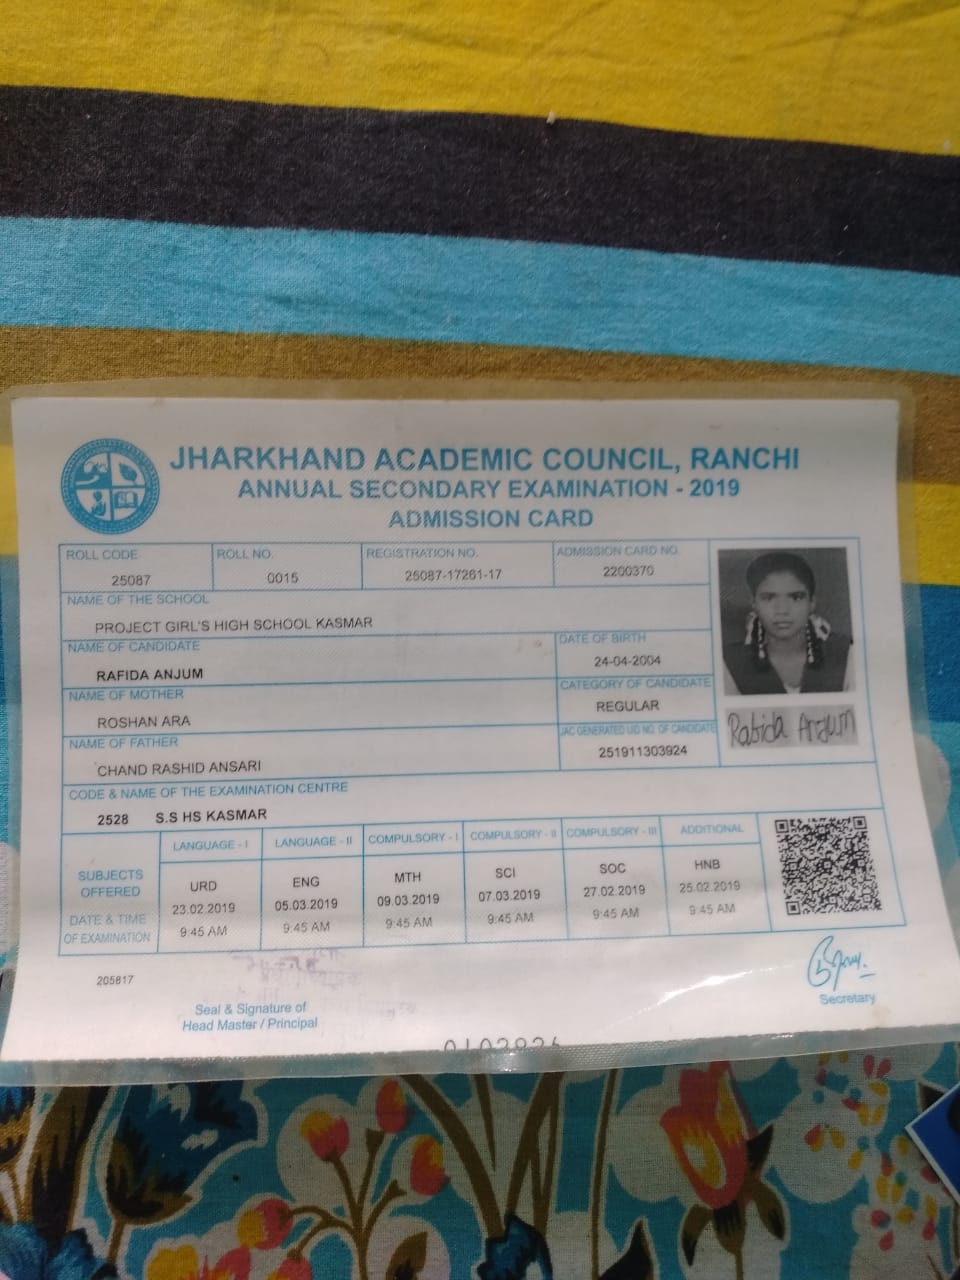 JHARKHAND ACADEMIC COUNCIL, RANCHI
ANNUAL SECONDARY EXAMINATION - 2019
ADMISSION CARD
ROLL CODE ROLL NO. REGISTRATION NO. ADMISSION CARD NO.
25087 0015 25087-17261-17 2200370
NAME OF THE SCHOOL
PROJECT GIRL'S HIGH SCHOOL KASMAR
NAME OF CANDIDATE DATE OF BIRTH
RAFIDA ANJUM 24-04-2004
NAME OF MOTHER CATEGORY OF CANDIDATE
ROSHAN ARA REGULAR
NAME OF FATHER JAC GENERATED UID NO. OF CANDIDATE
CHAND RASHID ANSARI 251911303924
Rabida Anjum
CODE & NAME OF THE EXAMINATION CENTRE
2528 S.S HS KASMAR
LANGUAGE - I LANGUAGE - II COMPULSORY - I COMPULSORY - II COMPULSORY - III ADDITIONAL
SUBJECTS OFFERED URD ENG MTH SCI SOC HNB
DATE & TIME OF EXAMINATION 23.02.2019 05.03.2019 09.03.2019 07.03.2019 27.02.2019 25.02.2019
9:45 AM 9:45 AM 9:45 AM 9:45 AM 9:45 AM 9:45 AM
205817
Seal & Signature of
Head Master / Principal
Secretary